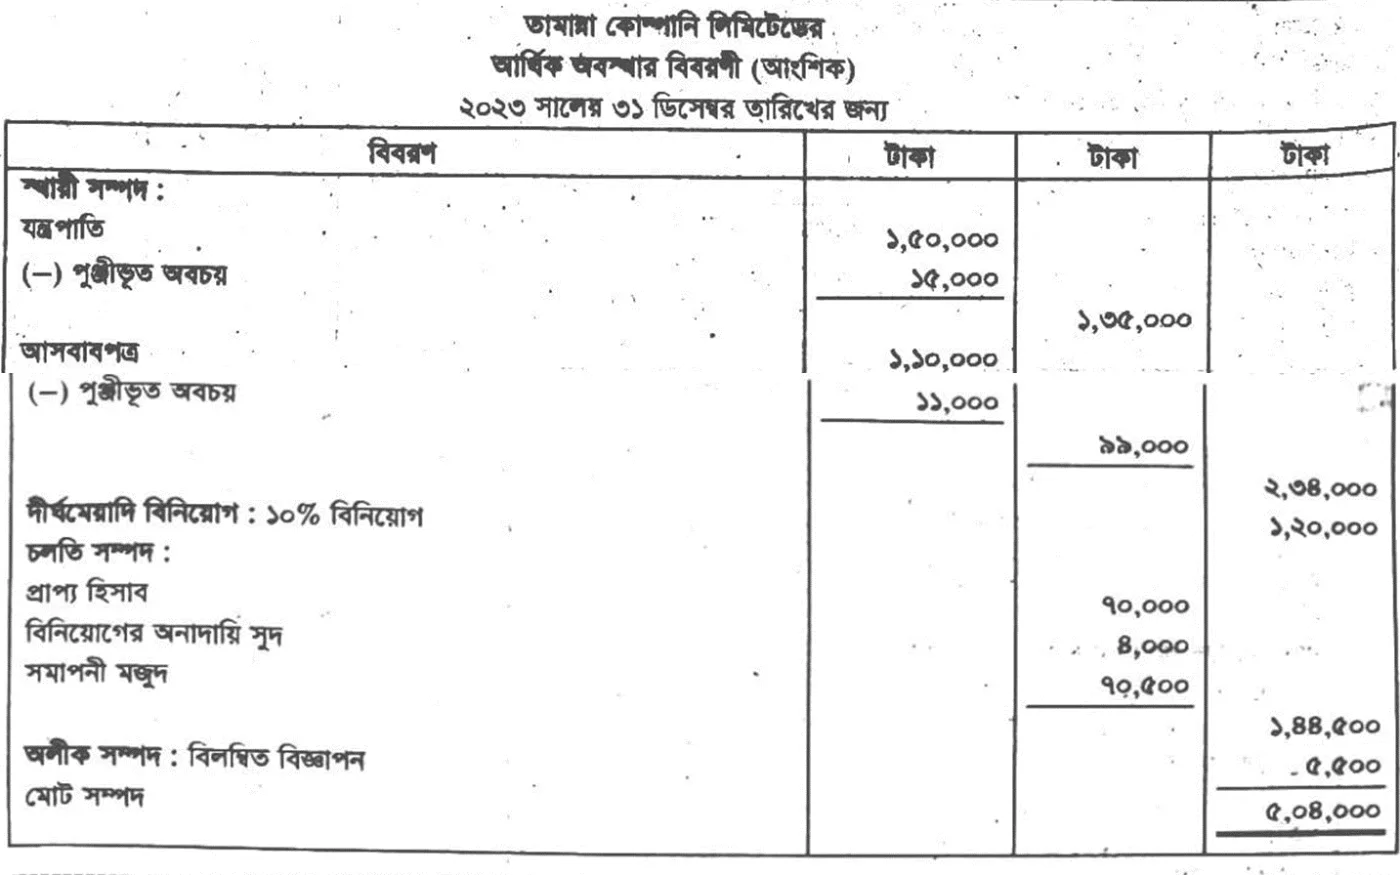 তামান্না কোম্পানি লিমিটেডের
আর্থিক অবস্থার বিবরণী (আংশিক)
২০২৩ সালের ৩১ ডিসেম্বর তারিখের জন্য
বিবরণ টাকা টাকা টাকা
স্থায়ী সম্পদ :
যন্ত্রপাতি ১,৫০,০০০
(–) পুঞ্জীভূত অবচয় ১৫,০০০
১,৩৫,০০০
আসবাবপত্র ১,১০,০০০
(–) পুঞ্জীভূত অবচয় ১১,০০০
৯৯,০০০
২,৩৪,০০০
দীর্ঘমেয়াদি বিনিয়োগ : ১০% বিনিয়োগ ১,২০,০০০
চলতি সম্পদ :
প্রাপ্য হিসাব ৭০,০০০
বিনিয়োগের অনাদায়ি সুদ ৪,০০০
সমাপনী মজুদ ৭০,৫০০
১,৪৪,৫০০
অলীক সম্পদ : বিলম্বিত বিজ্ঞাপন ৫,৫০০
মোট সম্পদ ৫,০৪,০০০